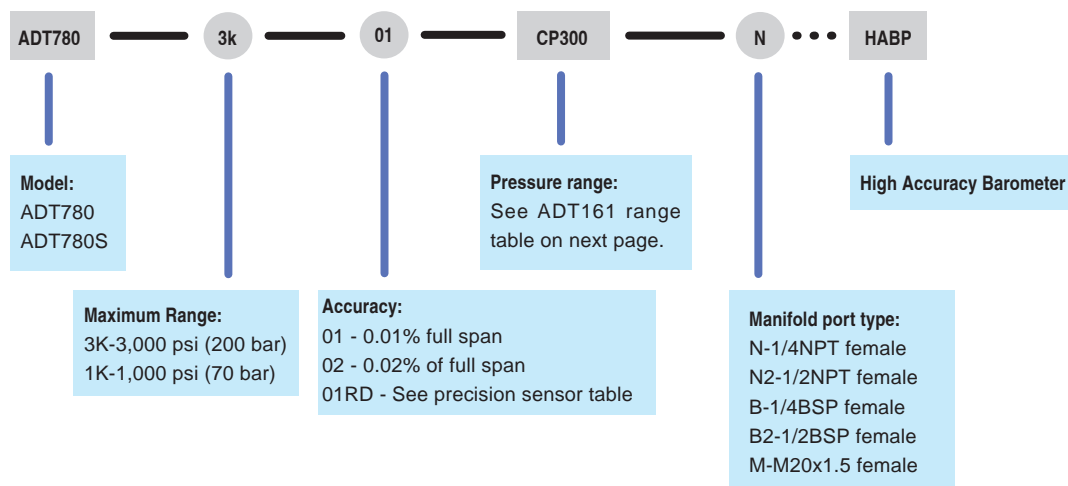 ADT780 3k 01 CP300 N HABP
Model:
ADT780
ADT780S
Maximum Range:
3K-3,000 psi (200 bar)
1K-1,000 psi (70 bar)
Accuracy:
01 - 0.01% full span
02 - 0.02% of full span
01RD - See precision sensor table
Pressure range:
See ADT161 range
table on next page.
Manifold port type:
N-1/4NPT female
N2-1/2NPT female
B-1/4BSP female
B2-1/2BSP female
M-M20x1.5 female
High Accuracy Barometer